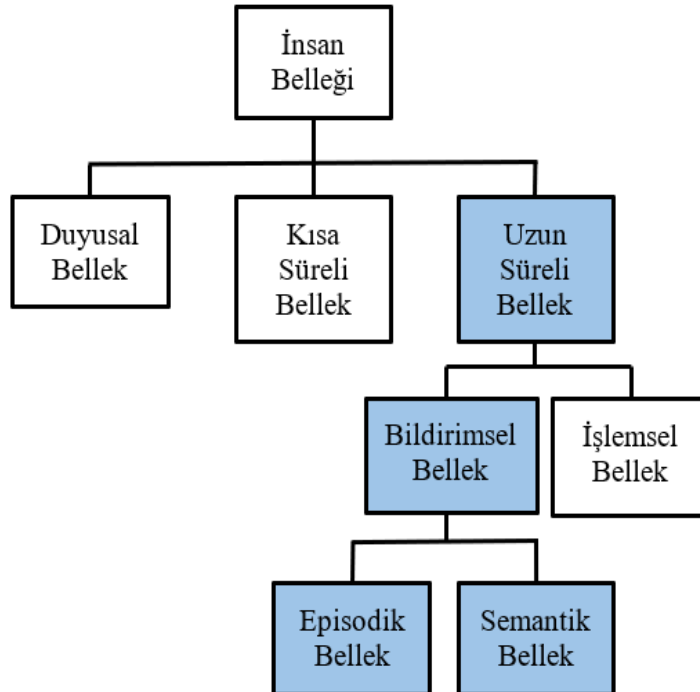 İnsan
Belleği
Duyusal
Bellek
Kısa
Süreli
Bellek
Uzun
Süreli
Bellek
Bildirimsel
Bellek
İşlemsel
Bellek
Episodik
Bellek
Semantik
Bellek